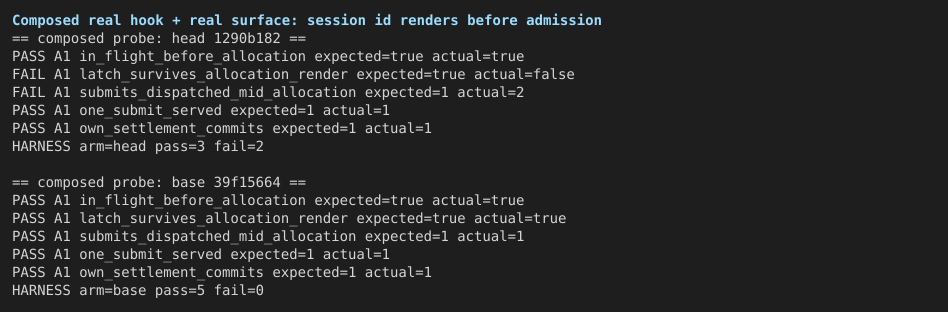 Composed real hook + real surface: session id renders before admission
== composed probe: head 1290b182 ==
PASS A1 in_flight_before_allocation expected=true actual=true
FAIL A1 latch_survives_allocation_render expected=true actual=false
FAIL A1 submits_dispatched_mid_allocation expected=1 actual=2
PASS A1 one_submit_served expected=1 actual=1
PASS A1 own_settlement_commits expected=1 actual=1
HARNESS arm=head pass=3 fail=2
== composed probe: base 39f15664 ==
PASS A1 in_flight_before_allocation expected=true actual=true
PASS A1 latch_survives_allocation_render expected=true actual=true
PASS A1 submits_dispatched_mid_allocation expected=1 actual=1
PASS A1 one_submit_served expected=1 actual=1
PASS A1 own_settlement_commits expected=1 actual=1
HARNESS arm=base pass=5 fail=0